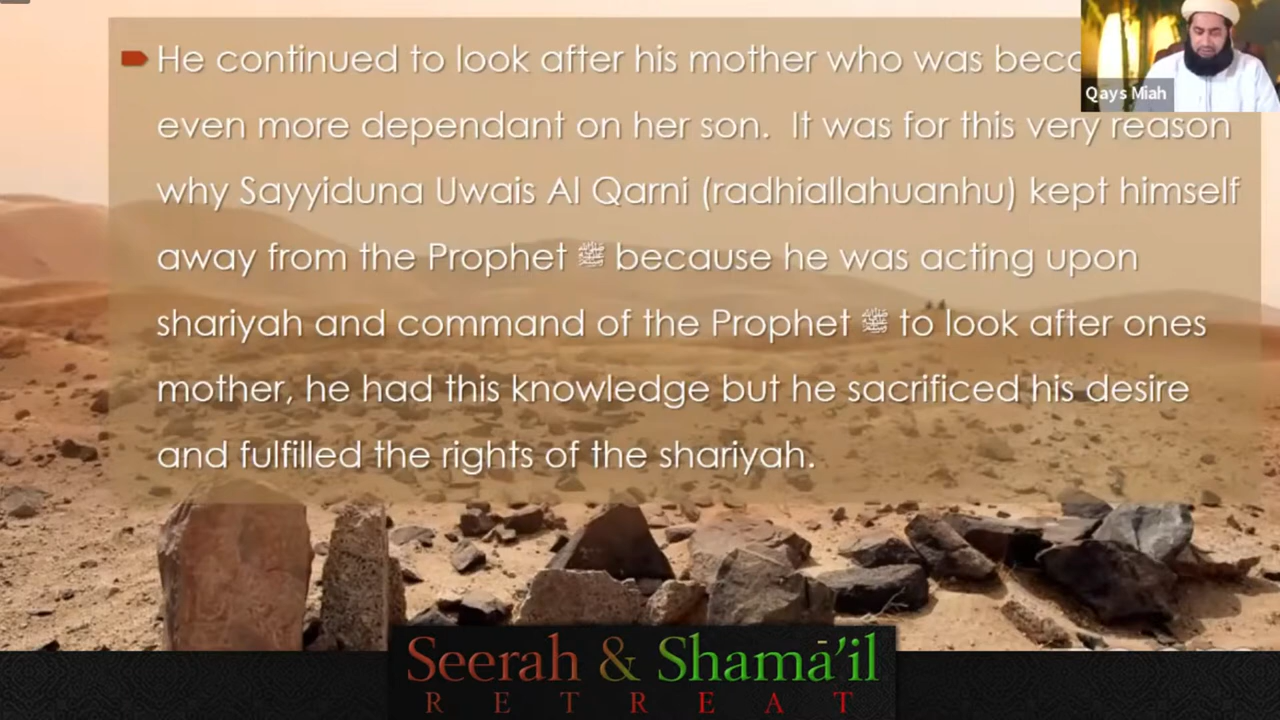 He continued to look after his mother who was
Qays Miah
even more dependant on her son. It was for this very reason
why Sayyiduna Uwais Al Qarni (radhiallahuanhu) kept himself
away from the Prophet ﷺ because he was acting upon
shariyah and command of the Prophet ﷺ to look after ones
mother, he had this knowledge but he sacrificed his desire
and fulfilled the rights of the shariyah.
Seerah & Shamā'il
RETREAT